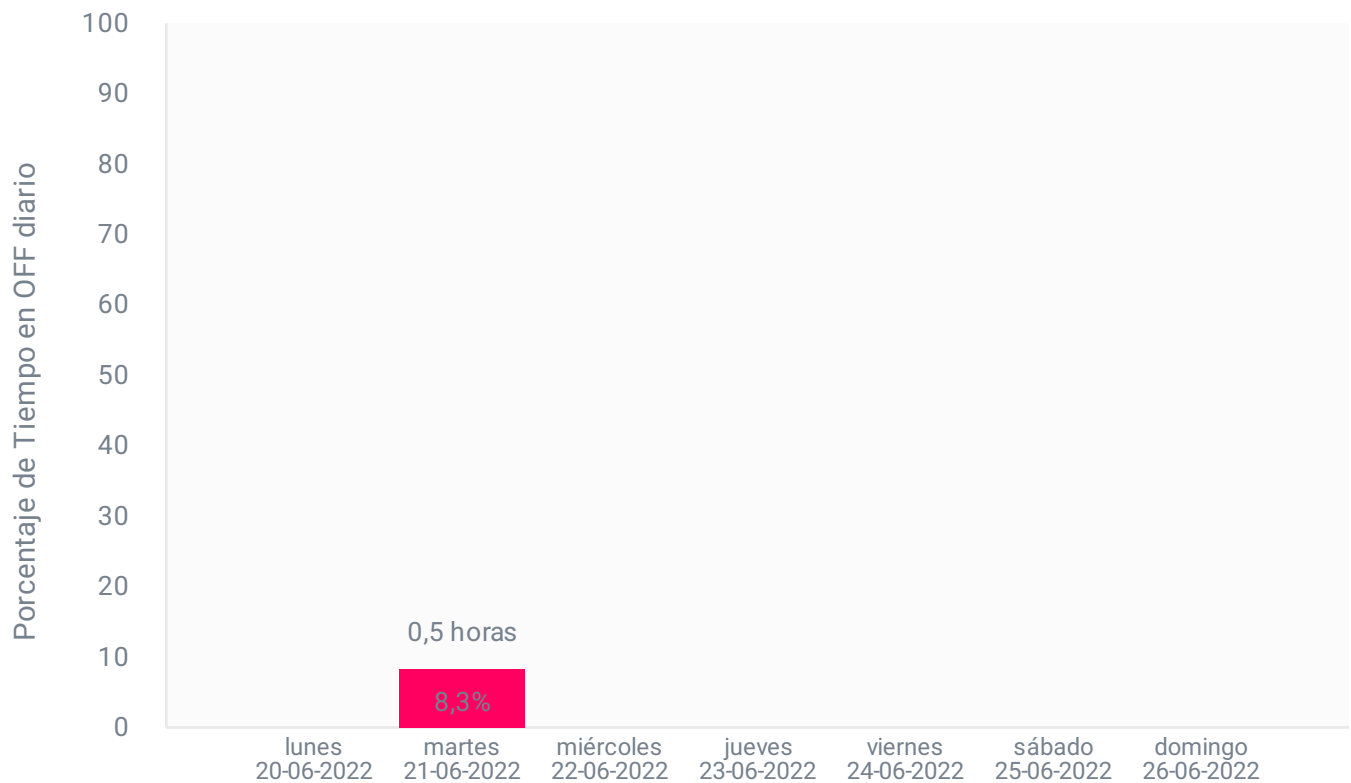 Porcentaje de Tiempo en OFF diario
100
90
80
70
60
50
40
30
20
10
0
0,5 horas
8,3%
lunes
20-06-2022
martes
21-06-2022
miércoles
22-06-2022
jueves
23-06-2022
viernes
24-06-2022
sábado
25-06-2022
domingo
26-06-2022